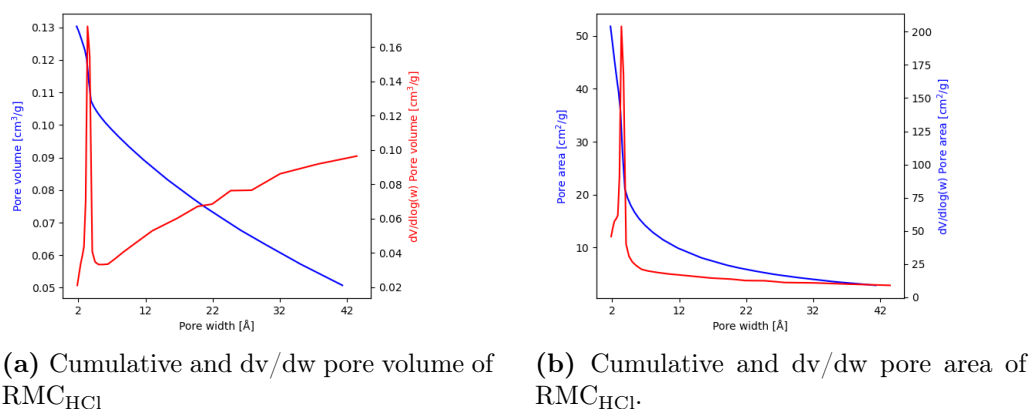 0.13
0.12
0.11
0.10
0.09
0.08
0.07
0.06
0.05
Pore volume [cm³/g]
0.16
0.14
0.12
0.10
0.08
0.06
0.04
0.02
dV/dlog(w) Pore volume [cm³/g]
2 12 22 32 42
Pore width [Å]
50
40
30
20
10
Pore area [cm²/g]
200
175
150
125
100
75
50
25
0
dV/dlog(w) Pore area [cm²/g]
2 12 22 32 42
Pore width [Å]
(a) Cumulative and dv/dw pore volume of
RMC_HCl
(b) Cumulative and dv/dw pore area of
RMC_HCl.